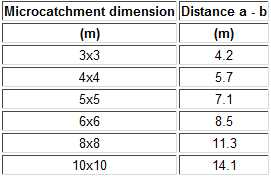 Microcatchment dimension Distance a - b
(m) (m)
3x3 4.2
4x4 5.7
5x5 7.1
6x6 8.5
8x8 11.3
10x10 14.1